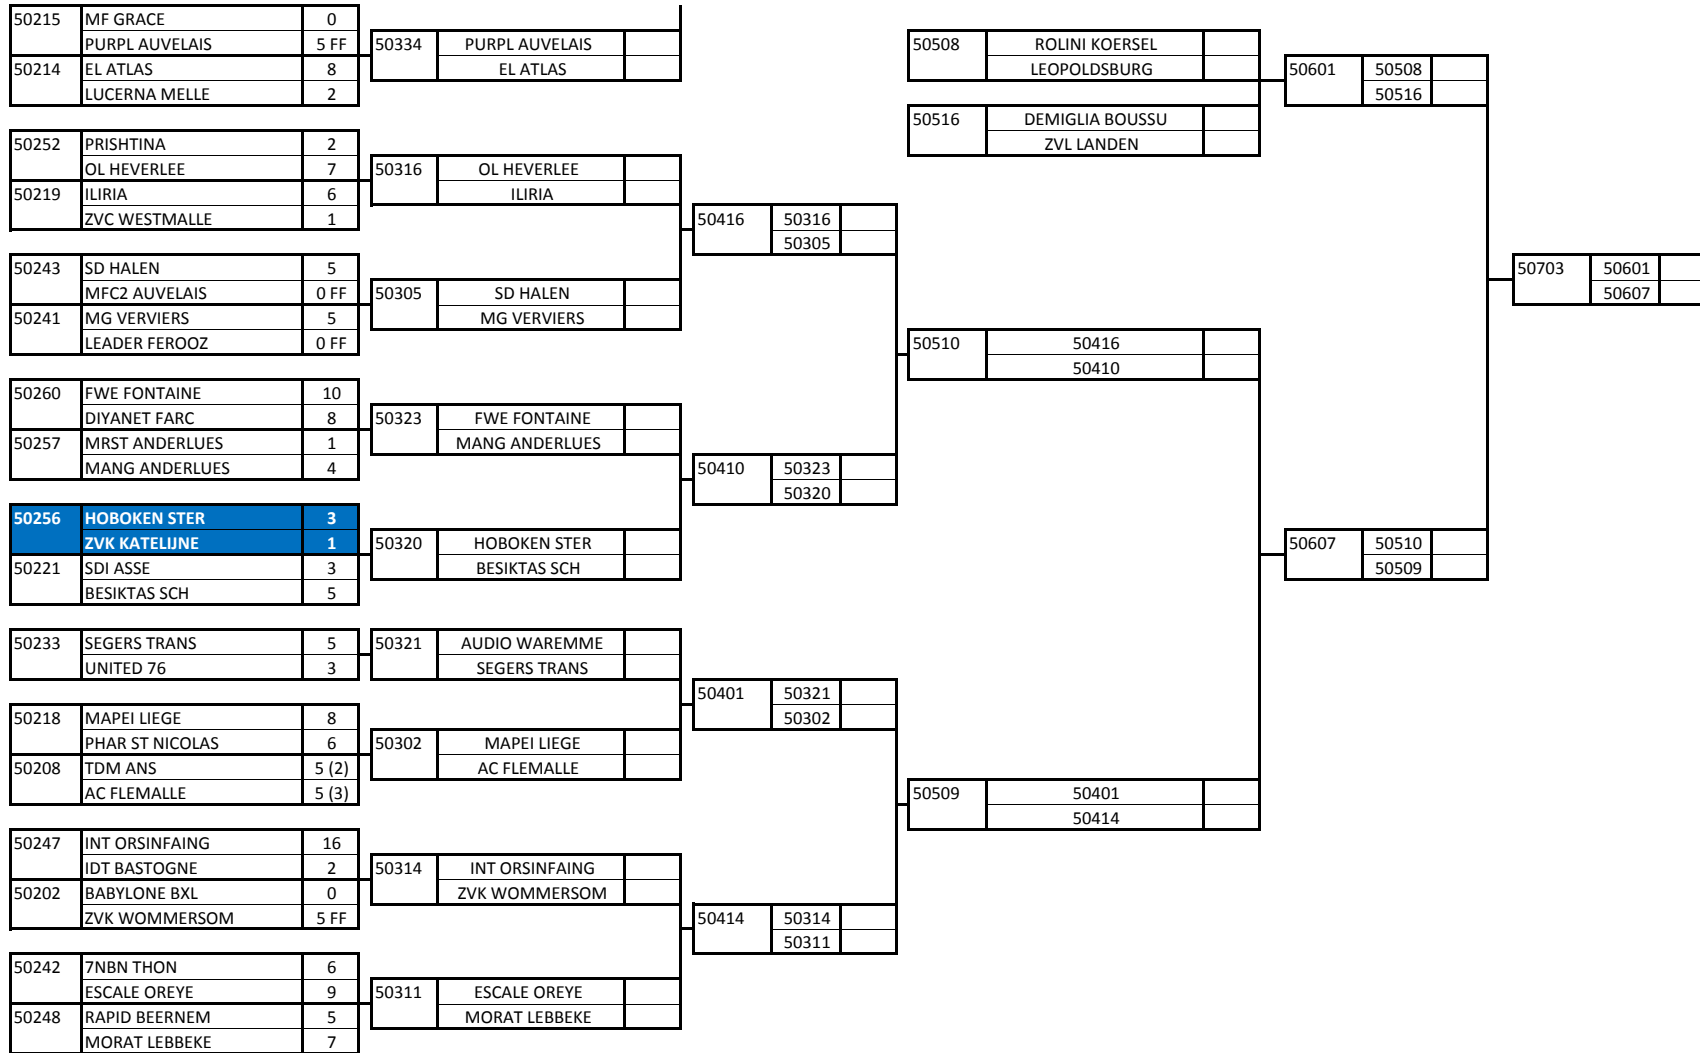 50215 MF GRACE 0
PURPL AUVELAIS 5 FF
50214 EL ATLAS 8
LUCERNA MELLE 2
50252 PRISHTINA 2
OL HEVERLEE 7
50219 ILIRIA 6
ZVC WESTMALLE 1
50243 SD HALEN 5
MFC2 AUVELAIS 0 FF
50241 MG VERVIERS 5
LEADER FEROOZ 0 FF
50260 FWE FONTAINE 10
DIYANET FARC 8
50257 MRST ANDERLUES 1
MANG ANDERLUES 4
50256 HOBOKEN STER 3
ZVK KATELIJNE 1
50221 SDI ASSE 3
BESIKTAS SCH 5
50233 SEGERS TRANS 5
UNITED 76 3
50218 MAPEI LIEGE 8
PHAR ST NICOLAS 6
50208 TDM ANS 5 (2)
AC FLEMALLE 5 (3)
50247 INT ORSINFAING 16
IDT BASTOGNE 2
50202 BABYLONE BXL 0
ZVK WOMMERSOM 5 FF
50242 7NBN THON 6
ESCALE OREYE 9
50248 RAPID BEERNEM 5
MORAT LEBBEKE 7
50334 PURPL AUVELAIS
EL ATLAS
50316 OL HEVERLEE
ILIRIA
50305 SD HALEN
MG VERVIERS
50323 FWE FONTAINE
MANG ANDERLUES
50320 HOBOKEN STER
BESIKTAS SCH
50321 AUDIO WAREMME
SEGERS TRANS
50302 MAPEI LIEGE
AC FLEMALLE
50314 INT ORSINFAING
ZVK WOMMERSOM
50311 ESCALE OREYE
MORAT LEBBEKE
50416 50316
50305
50410 50323
50320
50401 50321
50302
50414 50314
50311
50508 ROLINI KOERSEL
LEOPOLDSBURG
50516 DEMIGLIA BOUSSU
ZVL LANDEN
50510 50416
50410
50509 50401
50414
50601 50508
50516
50607 50510
50509
50703 50601
50607